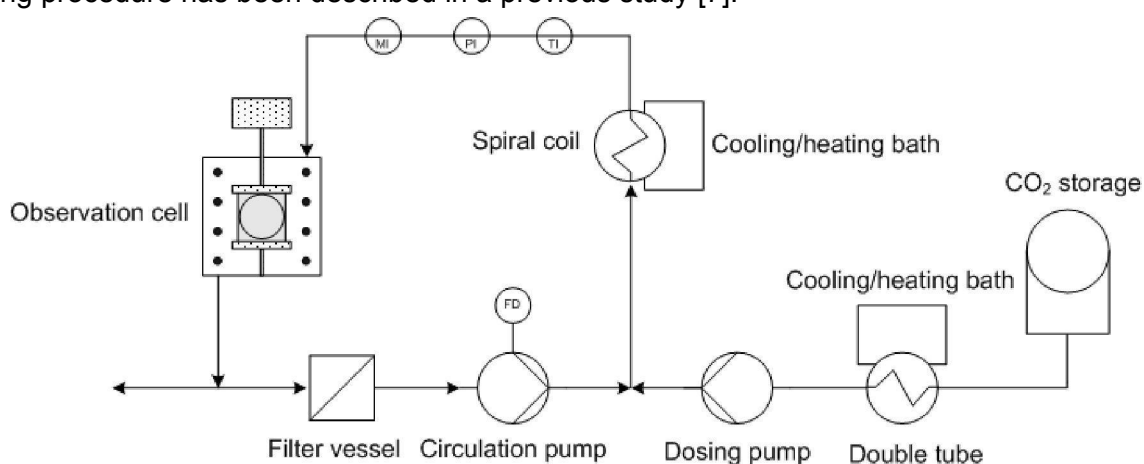 ng procedure has been described in a previous study [7].
MI PI TI
Spiral coil
Cooling/heating bath
CO₂ storage
Observation cell
Cooling/heating bath
FD
Filter vessel
Circulation pump
Dosing pump
Double tube